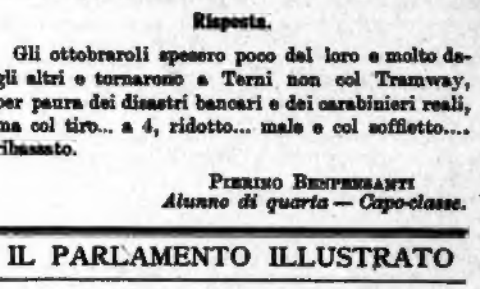 Risposta.
Gli ottobraroli spesero poco del loro e molto de-
gli altri e tornarono a Terni non col Tramway,
per paura dei disastri bancari e dei carabinieri reali,
ma col tiro... a 4, ridotto... male e col soffietto....
ribassato.
PIERINO BENPENSANTI
Alunno di quarta — Capo-classe.
IL PARLAMENTO ILLUSTRATO